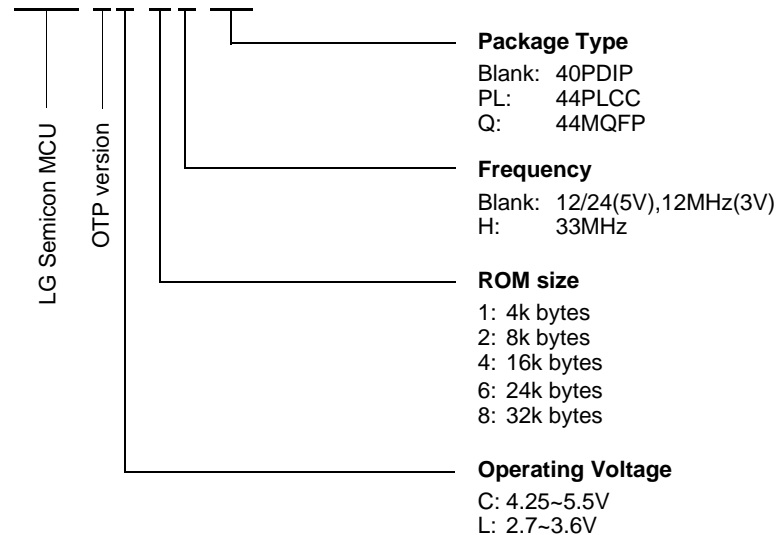 Package Type
Blank: 40PDIP
PL: 44PLCC
Q: 44MQFP
Frequency
Blank: 12/24(5V),12MHz(3V)
H: 33MHz
ROM size
1: 4k bytes
2: 8k bytes
4: 16k bytes
6: 24k bytes
8: 32k bytes
Operating Voltage
C: 4.25~5.5V
L: 2.7~3.6V
LG Semicon MCU
OTP version